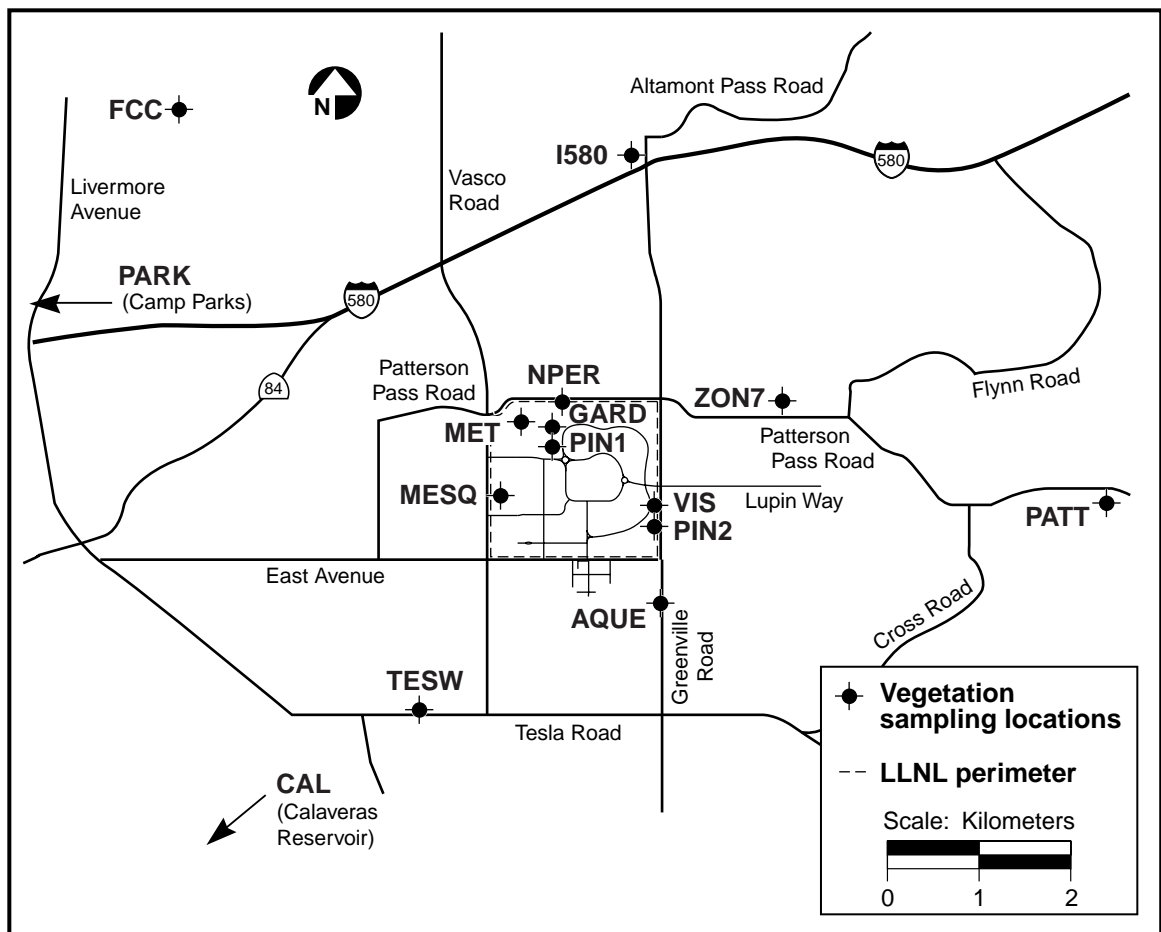 Altamont Pass Road
FCC
N
I580
580
Livermore
Avenue
Vasco
Road
PARK
(Camp Parks)
580
84
Patterson
Pass Road
NPER
GARD
MET
PIN1
ZON7
Flynn Road
Patterson
Pass Road
MESQ
VIS
Lupin Way
PIN2
PATT
East Avenue
AQUE
Greenville
Road
Cross Road
TESW
Tesla Road
CAL
(Calaveras
Reservoir)
Vegetation
sampling locations
LLNL perimeter
Scale: Kilometers
0 1 2